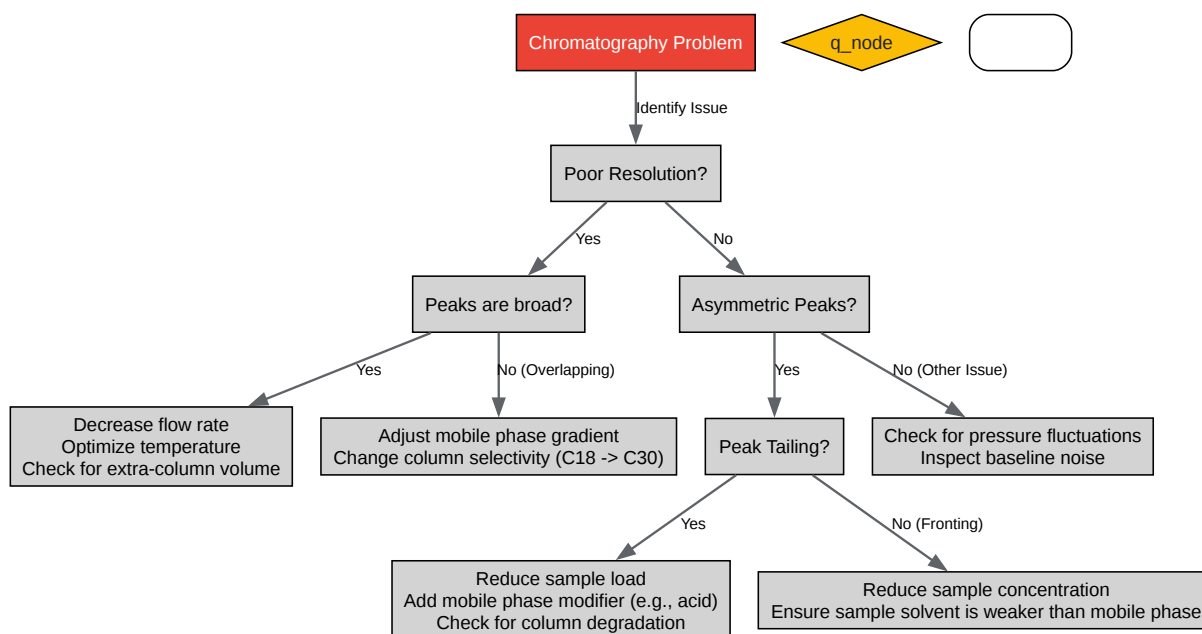 Chromatography Problem
q_node
Identify Issue
Poor Resolution?
Yes
No
Peaks are broad?
Asymmetric Peaks?
Yes
No (Overlapping)
Yes
No (Other Issue)
Decrease flow rate
Optimize temperature
Check for extra-column volume
Adjust mobile phase gradient
Change column selectivity (C18 -> C30)
Peak Tailing?
Check for pressure fluctuations
Inspect baseline noise
Yes
No (Fronting)
Reduce sample load
Add mobile phase modifier (e.g., acid)
Check for column degradation
Reduce sample concentration
Ensure sample solvent is weaker than mobile phase